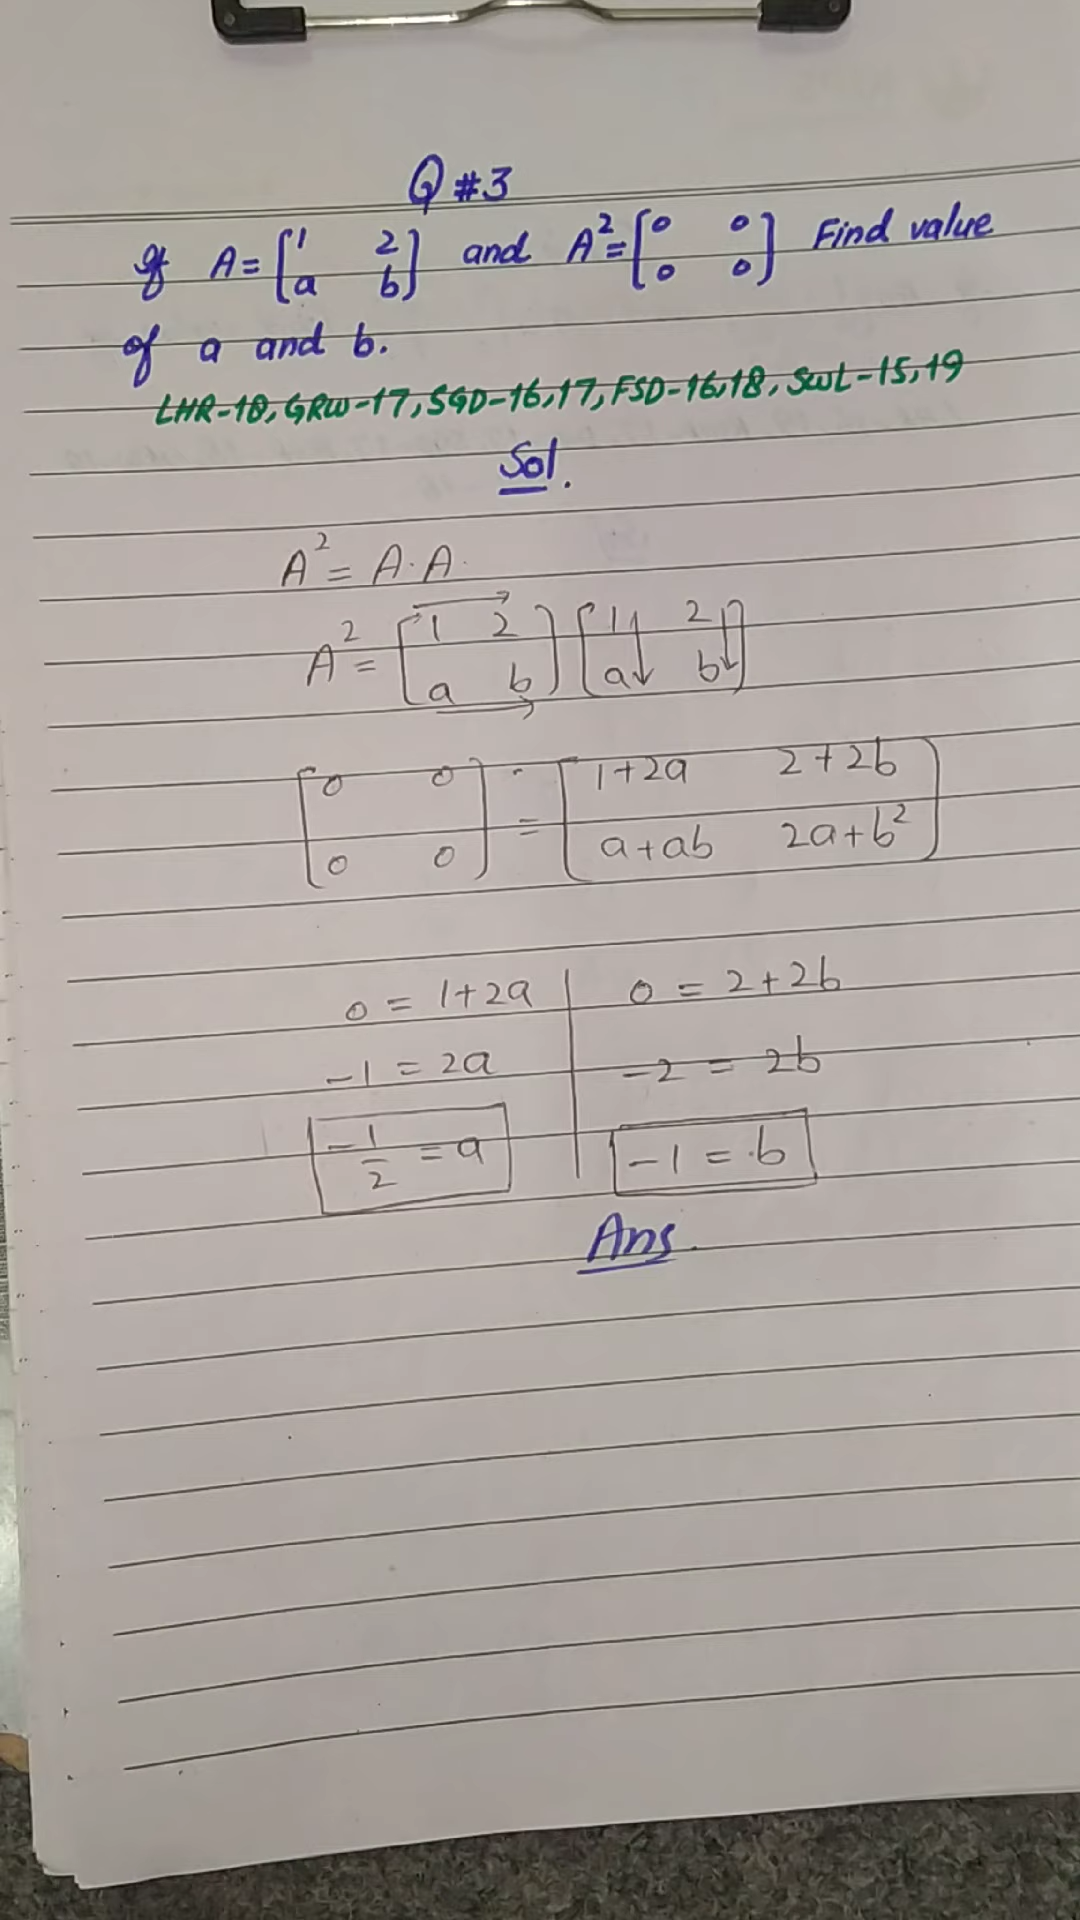 Q #3
If A = [1 2 a b] and A² = [0 0 0 0] Find value
of a and b.
LHR-18, GRW-17, SGD-16,17, FSD-16,18, SWL-15,19
Sol.
A² = A·A.
A² = [1 2 a b] [1 2 a b]
[0 0 0 0] = [1+2a 2+2b a+ab 2a+b²]
0 = 1+2a | 0 = 2+2b
-1 = 2a | -2 = 2b
-1/2 = a | -1 = b
Ans.